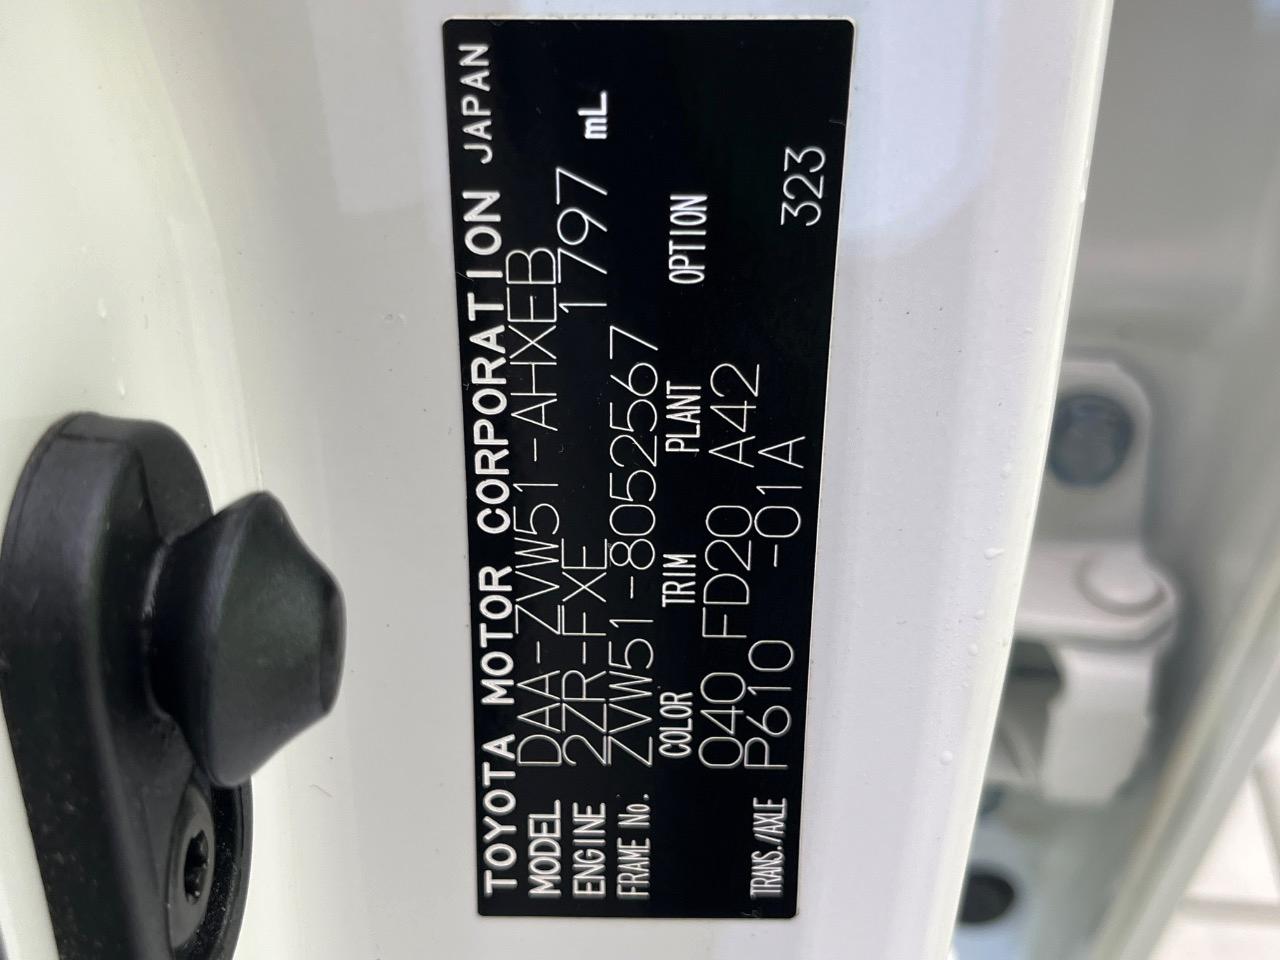 TOYOTA MOTOR CORPORATION JAPAN
MODEL DAA-ZVW51-AHXEB
ENGINE 2ZR-FXE 1797 mL
FRAME No. ZVW51-8052567
COLOR TRIM PLANT OPTION
040 FD20 A42
TRANS./AXLE P610 -01A 323